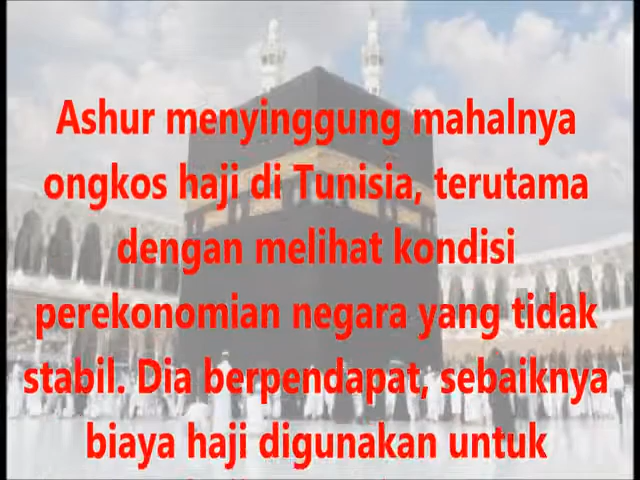 Ashur menyinggung mahalnya
ongkos haji di Tunisia, terutama
dengan melihat kondisi
perekonomian negara yang tidak
stabil. Dia berpendapat, sebaiknya
biaya haji digunakan untuk